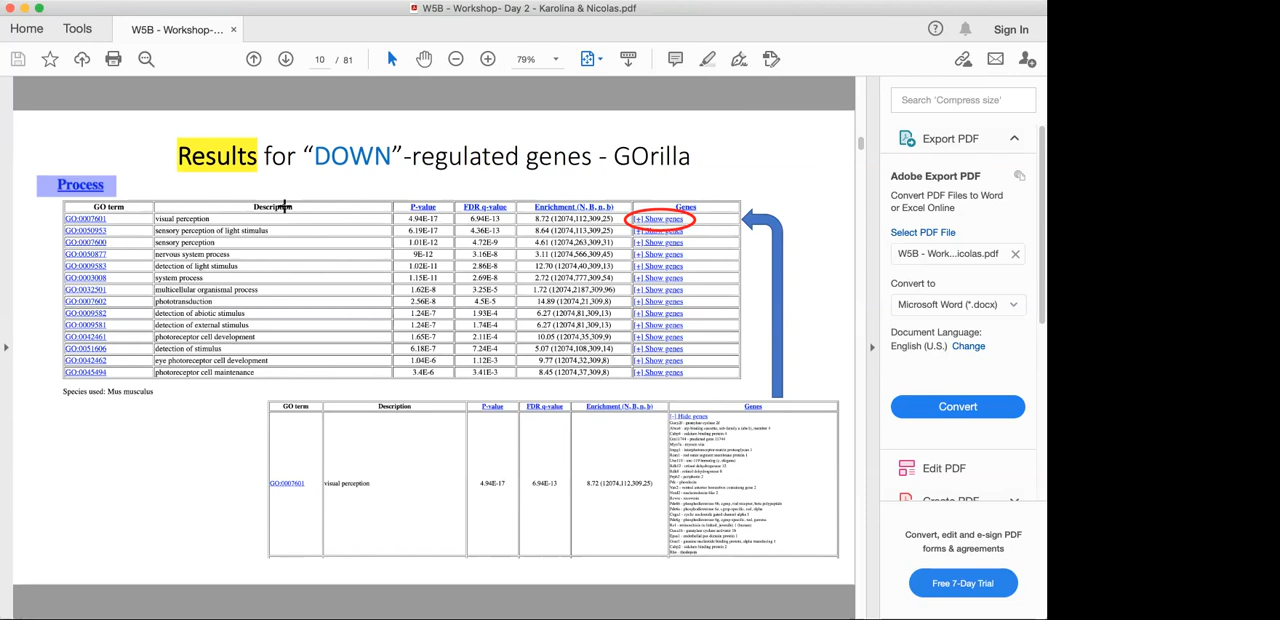 W5B - Workshop- Day 2 - Karolina & Nicolas.pdf
Home Tools W5B - Workshop-... × Sign In
10 / 81 79%
Results for “DOWN”-regulated genes - GOrilla
Process
GO term Description P-value FDR q-value Enrichment (N, B, n, b) Genes
GO:0007601 visual perception 4.94E-17 6.94E-13 8.72 (12074,112,309,25) [+] Show genes
GO:0050953 sensory perception of light stimulus 6.19E-17 4.36E-13 8.64 (12074,113,309,25) [+] Show genes
GO:0007600 sensory perception 1.01E-12 4.72E-9 4.61 (12074,263,309,31) [+] Show genes
GO:0050877 nervous system process 9E-12 3.16E-8 3.11 (12074,566,309,45) [+] Show genes
GO:0009583 detection of light stimulus 1.02E-11 2.86E-8 12.70 (12074,40,309,13) [+] Show genes
GO:0003008 system process 1.15E-11 2.69E-8 2.72 (12074,777,309,54) [+] Show genes
GO:0032501 multicellular organismal process 1.62E-8 3.25E-5 1.72 (12074,2187,309,96) [+] Show genes
GO:0007602 phototransduction 2.56E-8 4.5E-5 14.89 (12074,21,309,8) [+] Show genes
GO:0009582 detection of abiotic stimulus 1.24E-7 1.93E-4 6.27 (12074,81,309,13) [+] Show genes
GO:0009581 detection of external stimulus 1.24E-7 1.74E-4 6.27 (12074,81,309,13) [+] Show genes
GO:0042461 photoreceptor cell development 1.65E-7 2.11E-4 10.05 (12074,35,309,9) [+] Show genes
GO:0051606 detection of stimulus 6.18E-7 7.24E-4 5.07 (12074,108,309,14) [+] Show genes
GO:0042462 eye photoreceptor cell development 1.04E-6 1.12E-3 9.77 (12074,32,309,8) [+] Show genes
GO:0045494 photoreceptor cell maintenance 3.4E-6 3.41E-3 8.45 (12074,37,309,8) [+] Show genes
Species used: Mus musculus
GO term Description P-value FDR q-value Enrichment (N, B, n, b) Genes
GO:0007601 visual perception 4.94E-17 6.94E-13 8.72 (12074,112,309,25)
[-] Hide genes
Search 'Compress size'
Export PDF
Adobe Export PDF
Convert PDF Files to Word
or Excel Online
Select PDF File
W5B - Work...icolas.pdf
Convert to
Microsoft Word (*.docx)
Document Language:
English (U.S.) Change
Convert
Edit PDF
Create PDF
Convert, edit and e-sign PDF
forms & agreements
Free 7-Day Trial